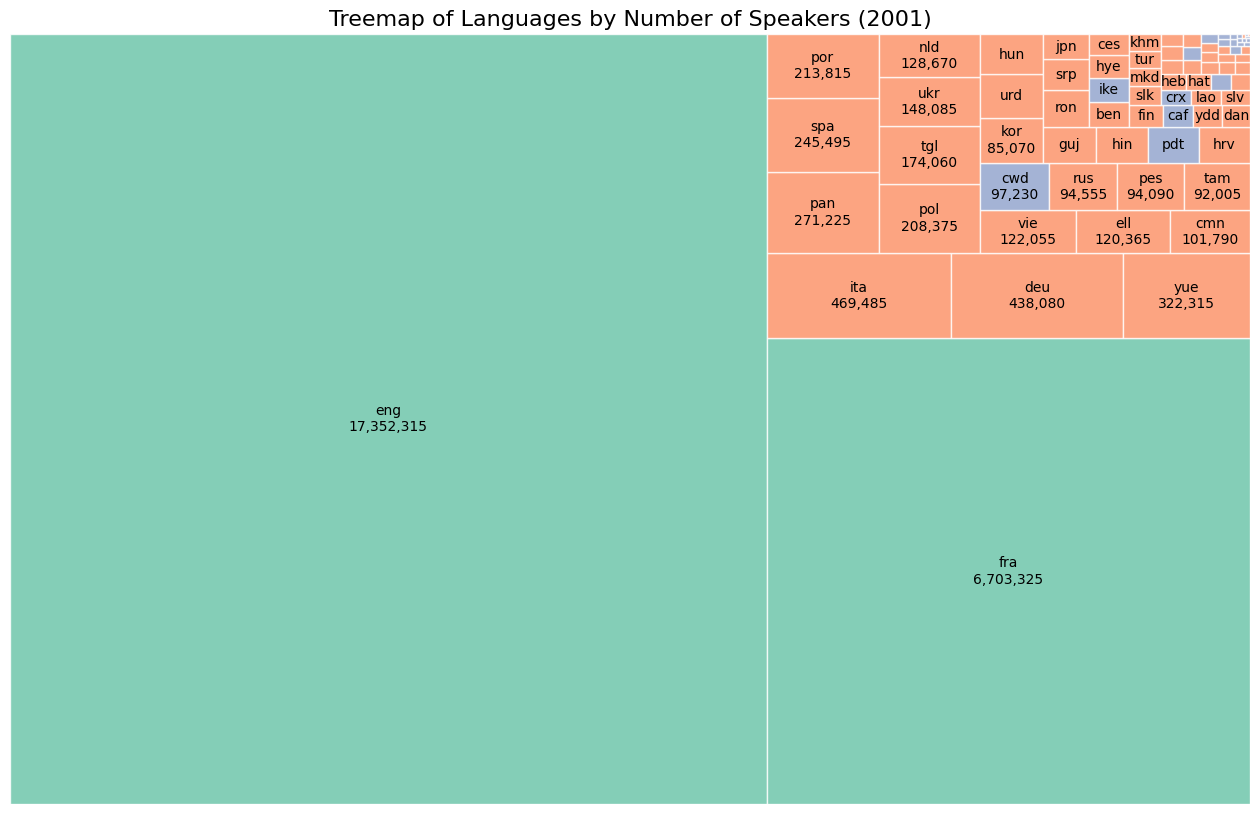 Treemap of Languages by Number of Speakers (2001)
eng
17,352,315
fra
6,703,325
ita
469,485
deu
438,080
yue
322,315
pan
271,225
spa
245,495
por
213,815
pol
208,375
tgl
174,060
ukr
148,085
nld
128,670
vie
122,055
ell
120,365
cmn
101,790
cwd
97,230
rus
94,555
pes
94,090
tam
92,005
kor
85,070
urd
hun
guj
hin
pdt
hrv
ron
srp
jpn
ben
ike
hye
ces
fin
caf
ydd
dan
slk
mkd
tur
khm
crx
lao
slv
heb
hat